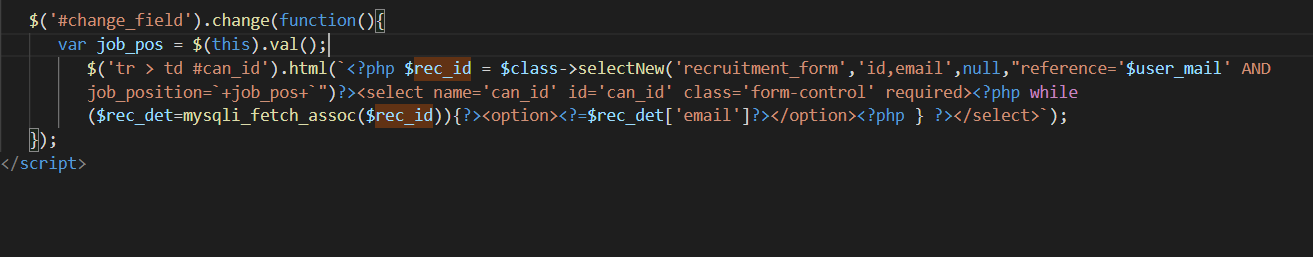 $('#change_field').change(function(){
var job_pos = $(this).val();
$('tr > td #can_id').html(`<?php $rec_id = $class->selectNew('recruitment_form','id,email',null,"reference='$user_mail' AND
job_position=`+job_pos+`")?><select name='can_id' id='can_id' class='form-control' required><?php while
($rec_det=mysqli_fetch_assoc($rec_id)){?><option><?=$rec_det['email']?></option><?php } ?></select>`);
});
</script>